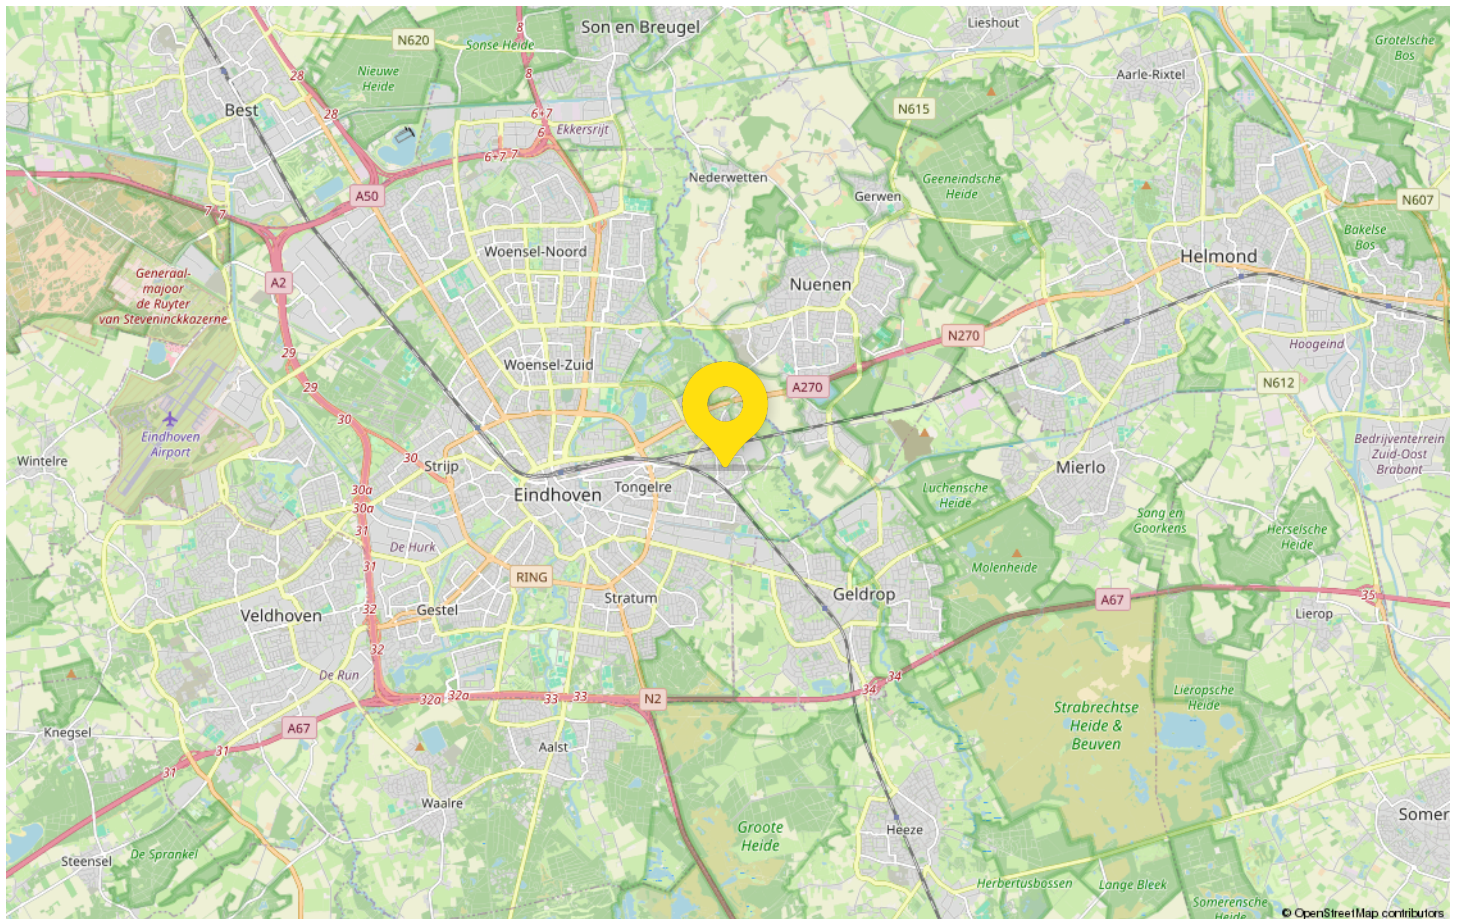 Son en Breugel
Lieshout
N620
Sonse Heide
8
Grotelsche
Bos
28
Nieuwe
Heide
8
Aarle-Rixtel
Best
28
6+7
N615
6
Ekkersrijt
6+7
7
Nederwetten
Geeneindsche
Heide
A50
Gerwen
N607
7
7
Bakelse
Bos
Woensel-Noord
Helmond
Generaal-
majoor
de Ruyter
van Steveninckkazerne
A2
Nuenen
N270
Hoogeind
29
Woensel-Zuid
29
A270
N612
30
Eindhoven
Airport
Bedrijventerrein
Zuid-Oost
Brabant
Wintelre
30
Strijp
Mierlo
30a
Eindhoven
Tongelre
Luchensche
Heide
30a
31
Sang en
Goorkens
Herselsche
Heide
De Hurk
31
RING
Molenheide
Geldrop
Stratum
A67
35
32
Gestel
Veldhoven
Lierop
32
De Run
34
34
32a
32a
33
33
N2
Lieropsche
Heide
Strabrechtse
Heide &
Beuven
A67
Knegsel
31
Aalst
31
Waalre
Somer
Groote
Heide
Heeze
Steensel
De Sprankel
Herbertusbossen
Lange Bleek
Somerensche
Heide
© OpenStreetMap contributors